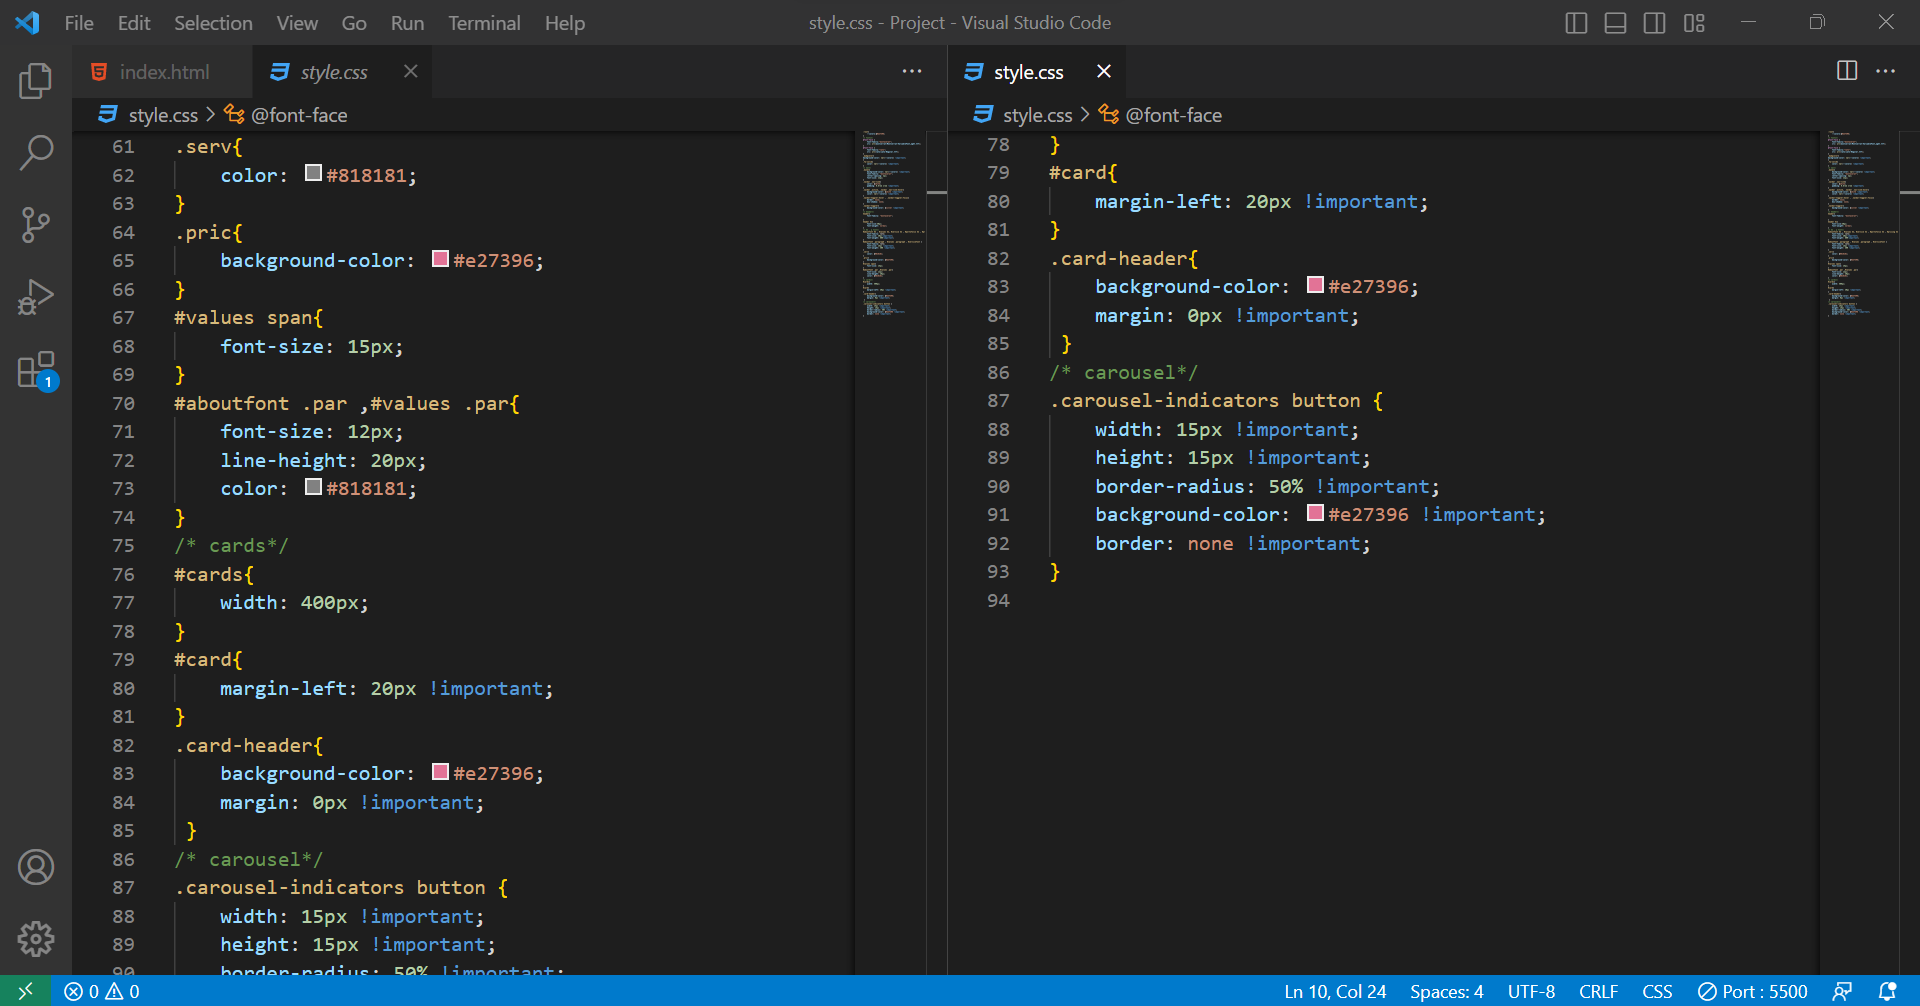 File Edit Selection View Go Run Terminal Help
style.css - Project - Visual Studio Code
index.html
style.css
style.css
style.css > @font-face
style.css > @font-face
61 .serv{
62 color: #818181;
63 }
64 .pric{
65 background-color: #e27396;
66 }
67 #values span{
68 font-size: 15px;
69 }
70 #aboutfont .par ,#values .par{
71 font-size: 12px;
72 line-height: 20px;
73 color: #818181;
74 }
75 /* cards*/
76 #cards{
77 width: 400px;
78 }
79 #card{
80 margin-left: 20px !important;
81 }
82 .card-header{
83 background-color: #e27396;
84 margin: 0px !important;
85 }
86 /* carousel*/
87 .carousel-indicators button {
88 width: 15px !important;
89 height: 15px !important;
90 border-radius: 50% !important;
78 }
79 #card{
80 margin-left: 20px !important;
81 }
82 .card-header{
83 background-color: #e27396;
84 margin: 0px !important;
85 }
86 /* carousel*/
87 .carousel-indicators button {
88 width: 15px !important;
89 height: 15px !important;
90 border-radius: 50% !important;
91 background-color: #e27396 !important;
92 border: none !important;
93 }
94
1
0 0
Ln 10, Col 24 Spaces: 4 UTF-8 CRLF CSS Port : 5500